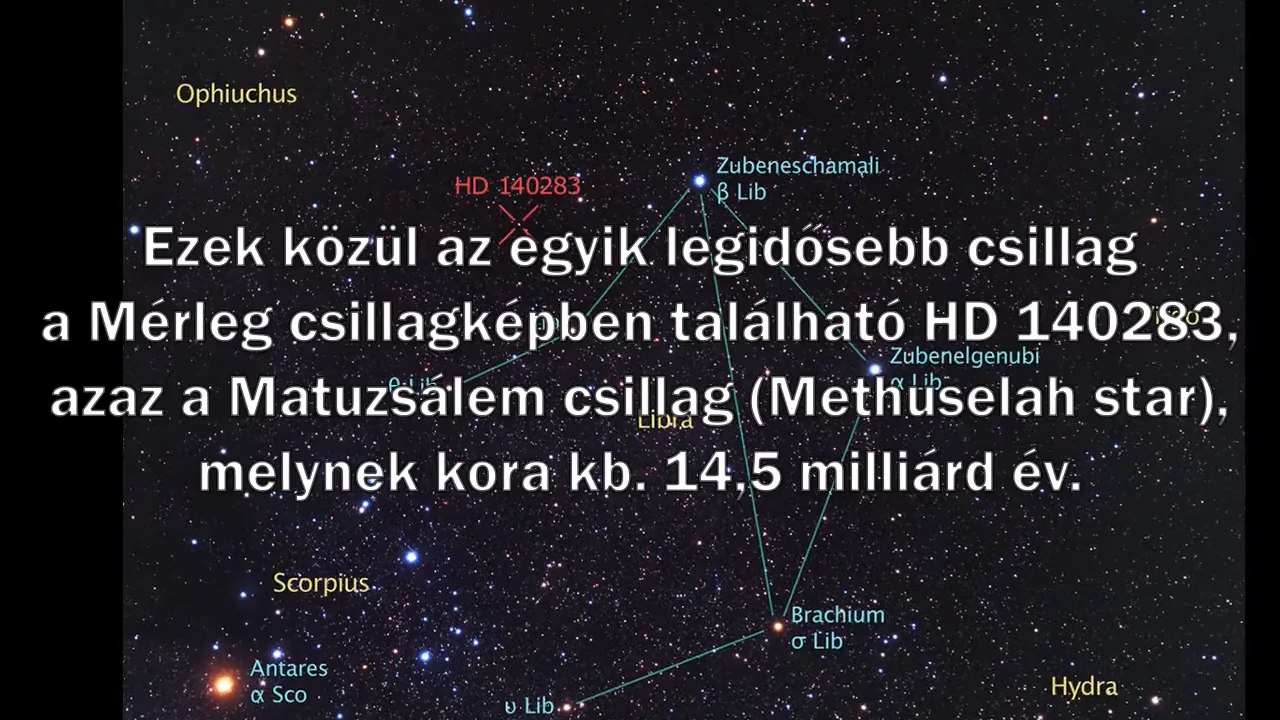 Ophiuchus
HD 140283
Zubeneschamali
β Lib
Ezek közül az egyik legidősebb csillag
a Mérleg csillagképben található HD 140283,
Zubenelgenubi
α Lib
θ Lib
azaz a Matuzsálem csillag (Methuselah star),
Libra
melynek kora kb. 14,5 milliárd év.
Scorpius
Brachium
σ Lib
Antares
α Sco
Hydra
υ Lib